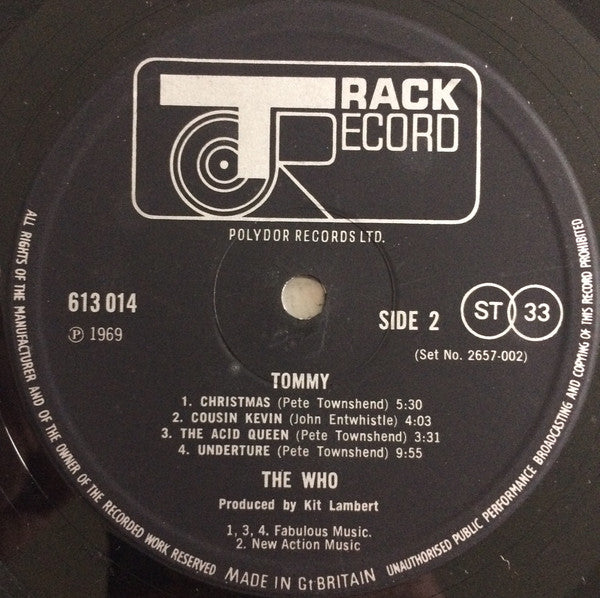 TRACK
RECORD
POLYDOR RECORDS LTD.
613 014
℗ 1969
SIDE 2
ST 33
(Set No. 2657-002)
TOMMY
1. CHRISTMAS (Pete Townshend) 5:30
2. COUSIN KEVIN (John Entwhistle) 4:03
3. THE ACID QUEEN (Pete Townshend) 3:31
4. UNDERTURE (Pete Townshend) 9:55
THE WHO
Produced by Kit Lambert
1, 3, 4. Fabulous Music.
2. New Action Music
ALL RIGHTS OF THE MANUFACTURER AND OF THE OWNER OF THE RECORDED WORK RESERVED
UNAUTHORISED PUBLIC PERFORMANCE BROADCASTING AND COPYING OF THIS RECORD PROHIBITED
MADE IN Gt BRITAIN